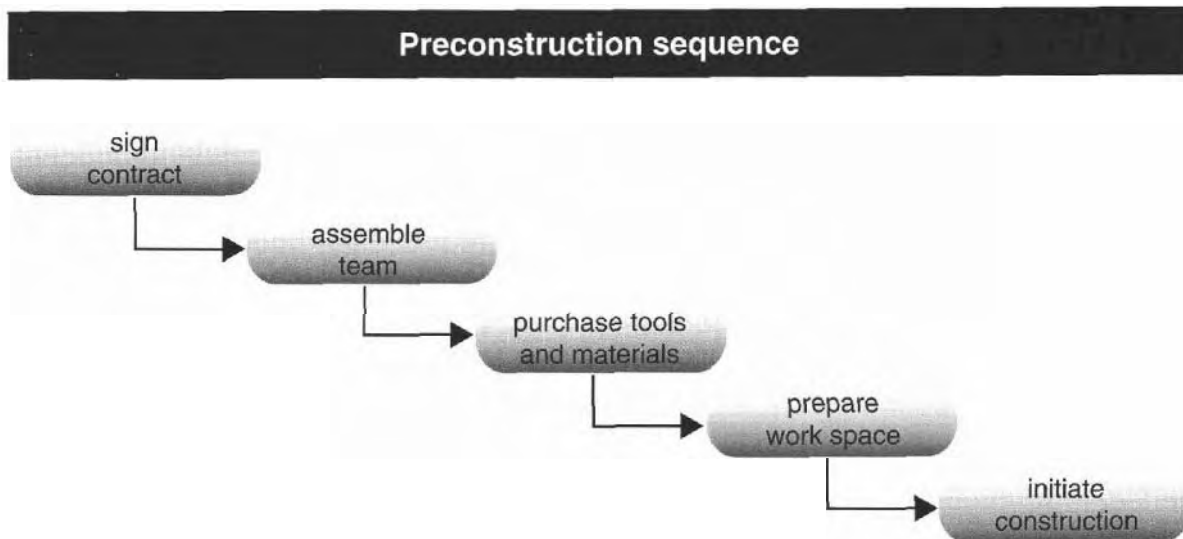 Preconstruction sequence
sign
contract
assemble
team
purchase tools
and materials
prepare
work space
initiate
construction